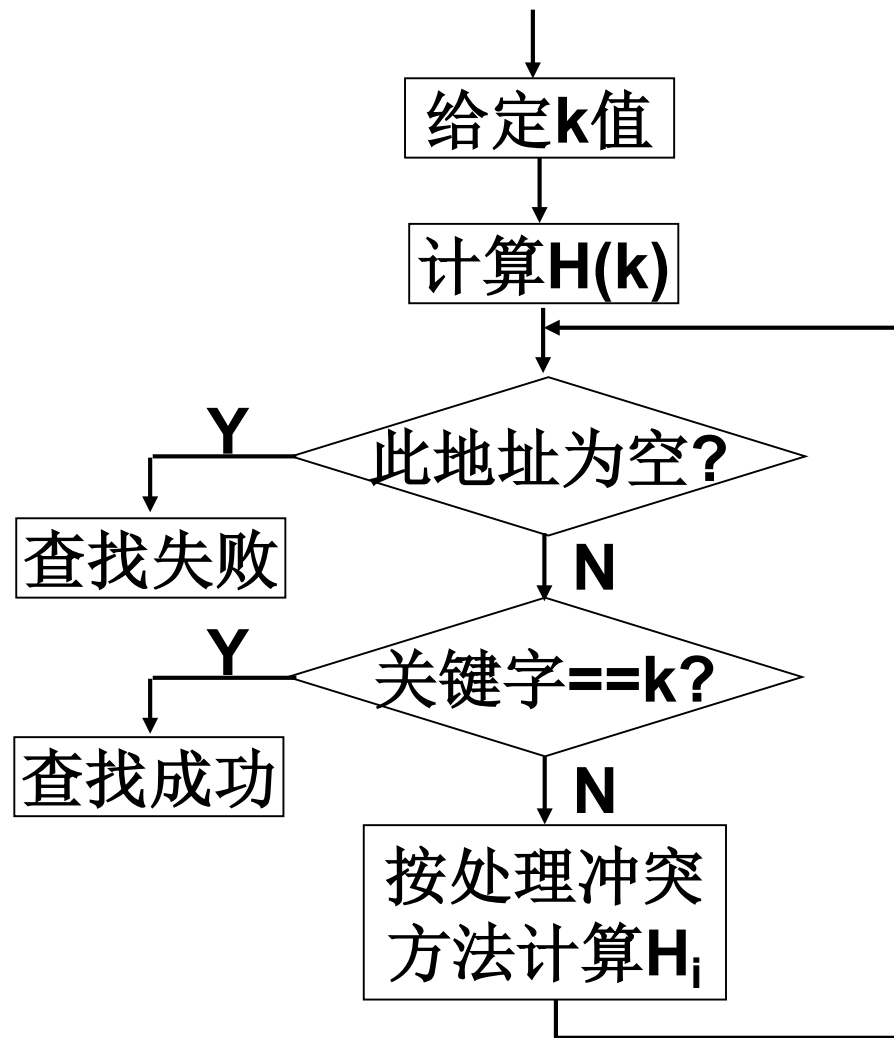 给定k值
计算H(k)
Y
此地址为空?
查找失败
N
Y
关键字==k?
查找成功
N
按处理冲突
方法计算Hi